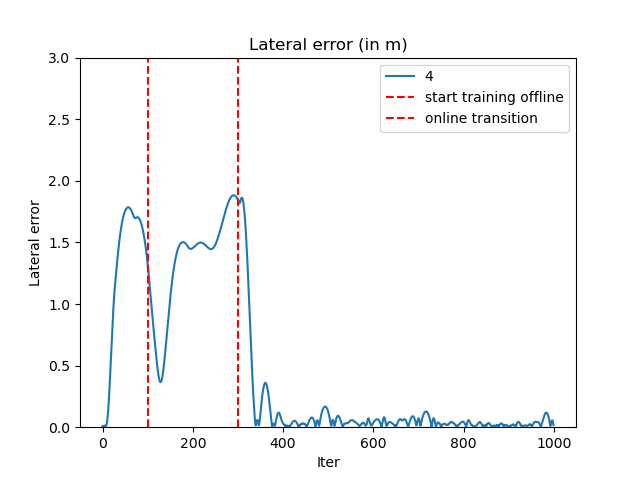 Lateral error (in m)
3.0
2.5
2.0
1.5
1.0
0.5
0.0
Lateral error
4
start training offline
online transition
0 200 400 600 800 1000
Iter